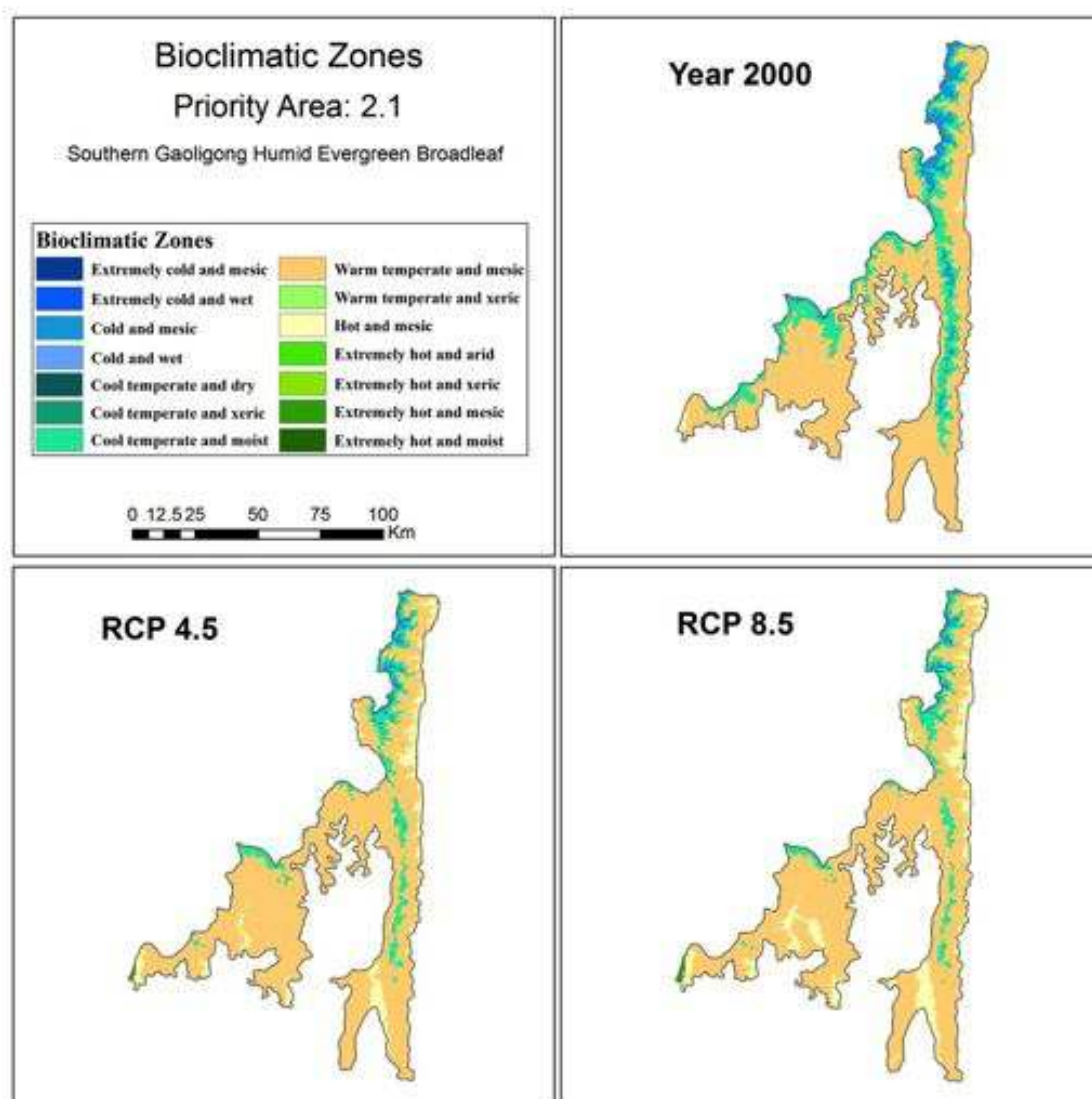 Bioclimatic Zones
Priority Area: 2.1
Southern Gaoligong Humid Evergreen Broadleaf
Bioclimatic Zones
Extremely cold and mesic
Extremely cold and wet
Cold and mesic
Cold and wet
Cool temperate and dry
Cool temperate and xeric
Cool temperate and moist
Warm temperate and mesic
Warm temperate and xeric
Hot and mesic
Extremely hot and arid
Extremely hot and xeric
Extremely hot and mesic
Extremely hot and moist
0 12.5 25 50 75 100
Km
Year 2000
RCP 4.5
RCP 8.5